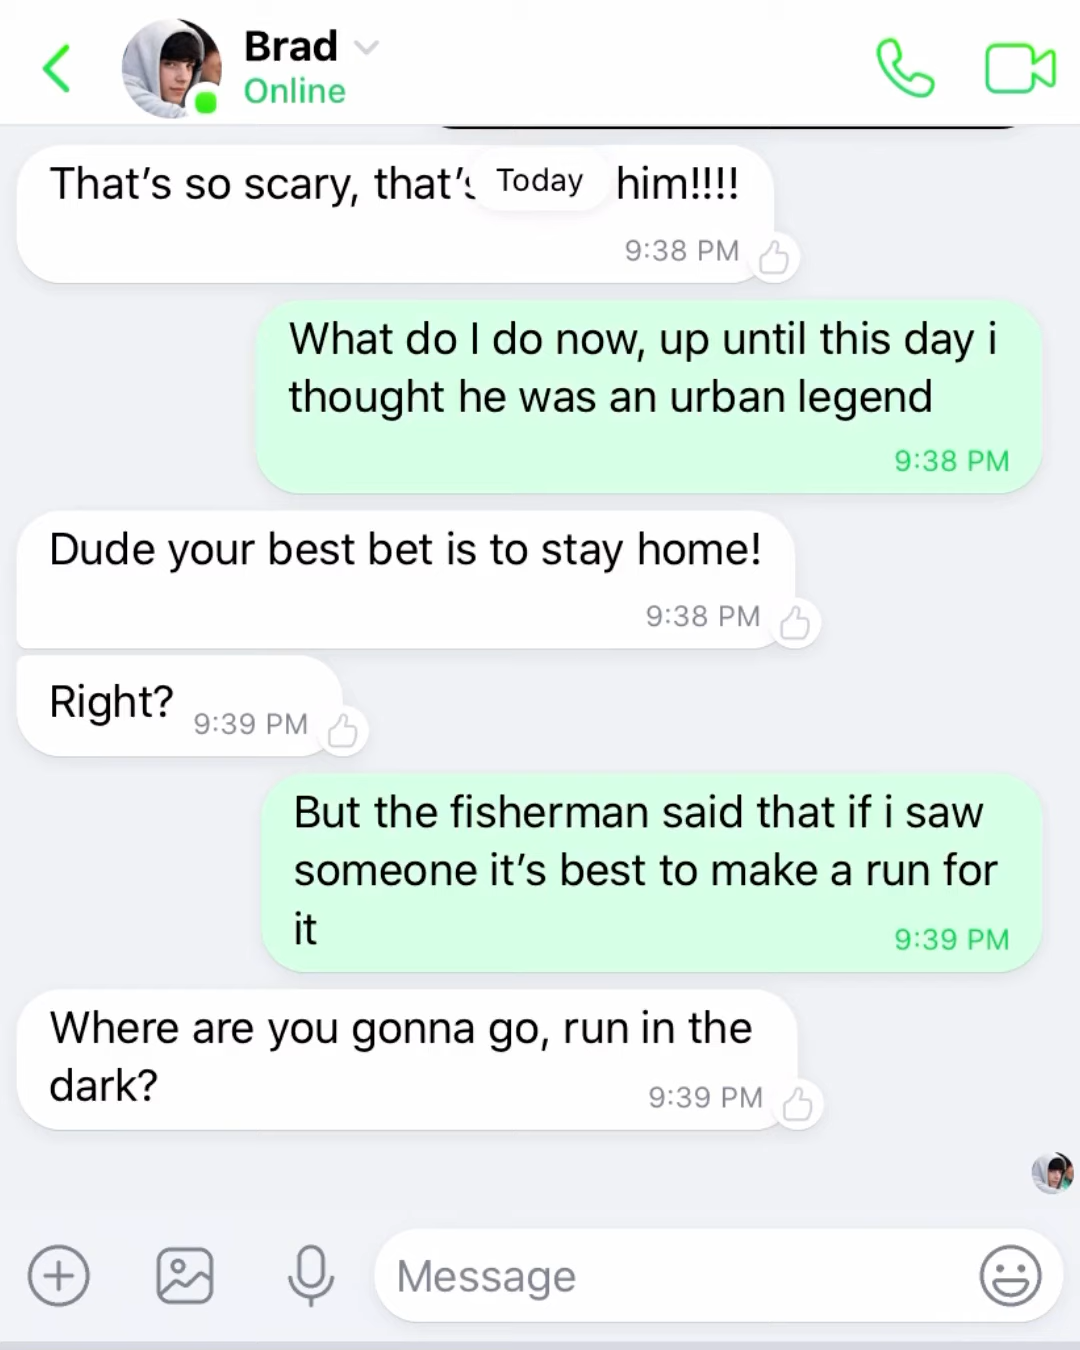 Brad
Online
That's so scary, that's him!!!!
Today
9:38 PM
What do I do now, up until this day i
thought he was an urban legend
9:38 PM
Dude your best bet is to stay home!
9:38 PM
Right?
9:39 PM
But the fisherman said that if i saw
someone it's best to make a run for
it
9:39 PM
Where are you gonna go, run in the
dark?
9:39 PM
Message